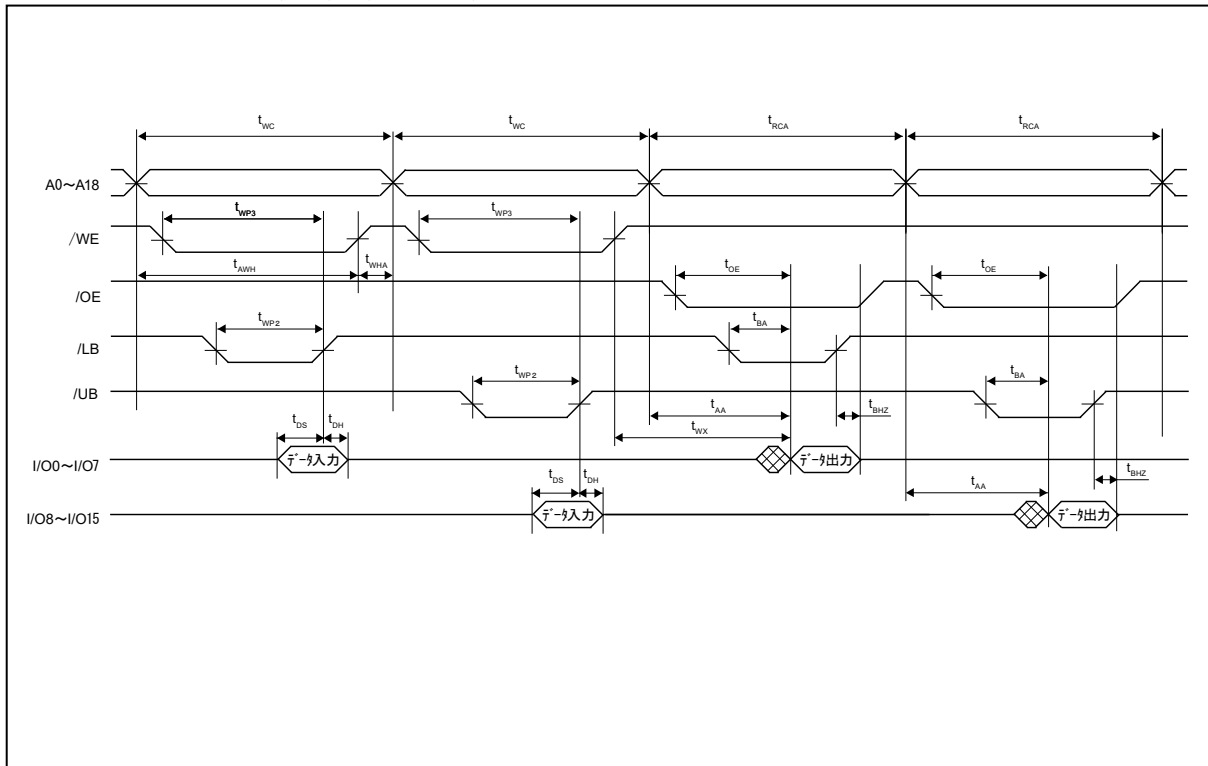 tWC tWC tRCA tRCA
A0～A18
tWP3 tWP3
/WE
tAWH tWHA tOE tOE
/OE
tWP2 tBA
/LB
tWP2 tBA
/UB
tDS tDH tAA tBHZ
tWX
I/O0～I/O7 データ入力 データ出力
tDS tDH tAA tBHZ
I/O8～I/O15 データ入力 データ出力